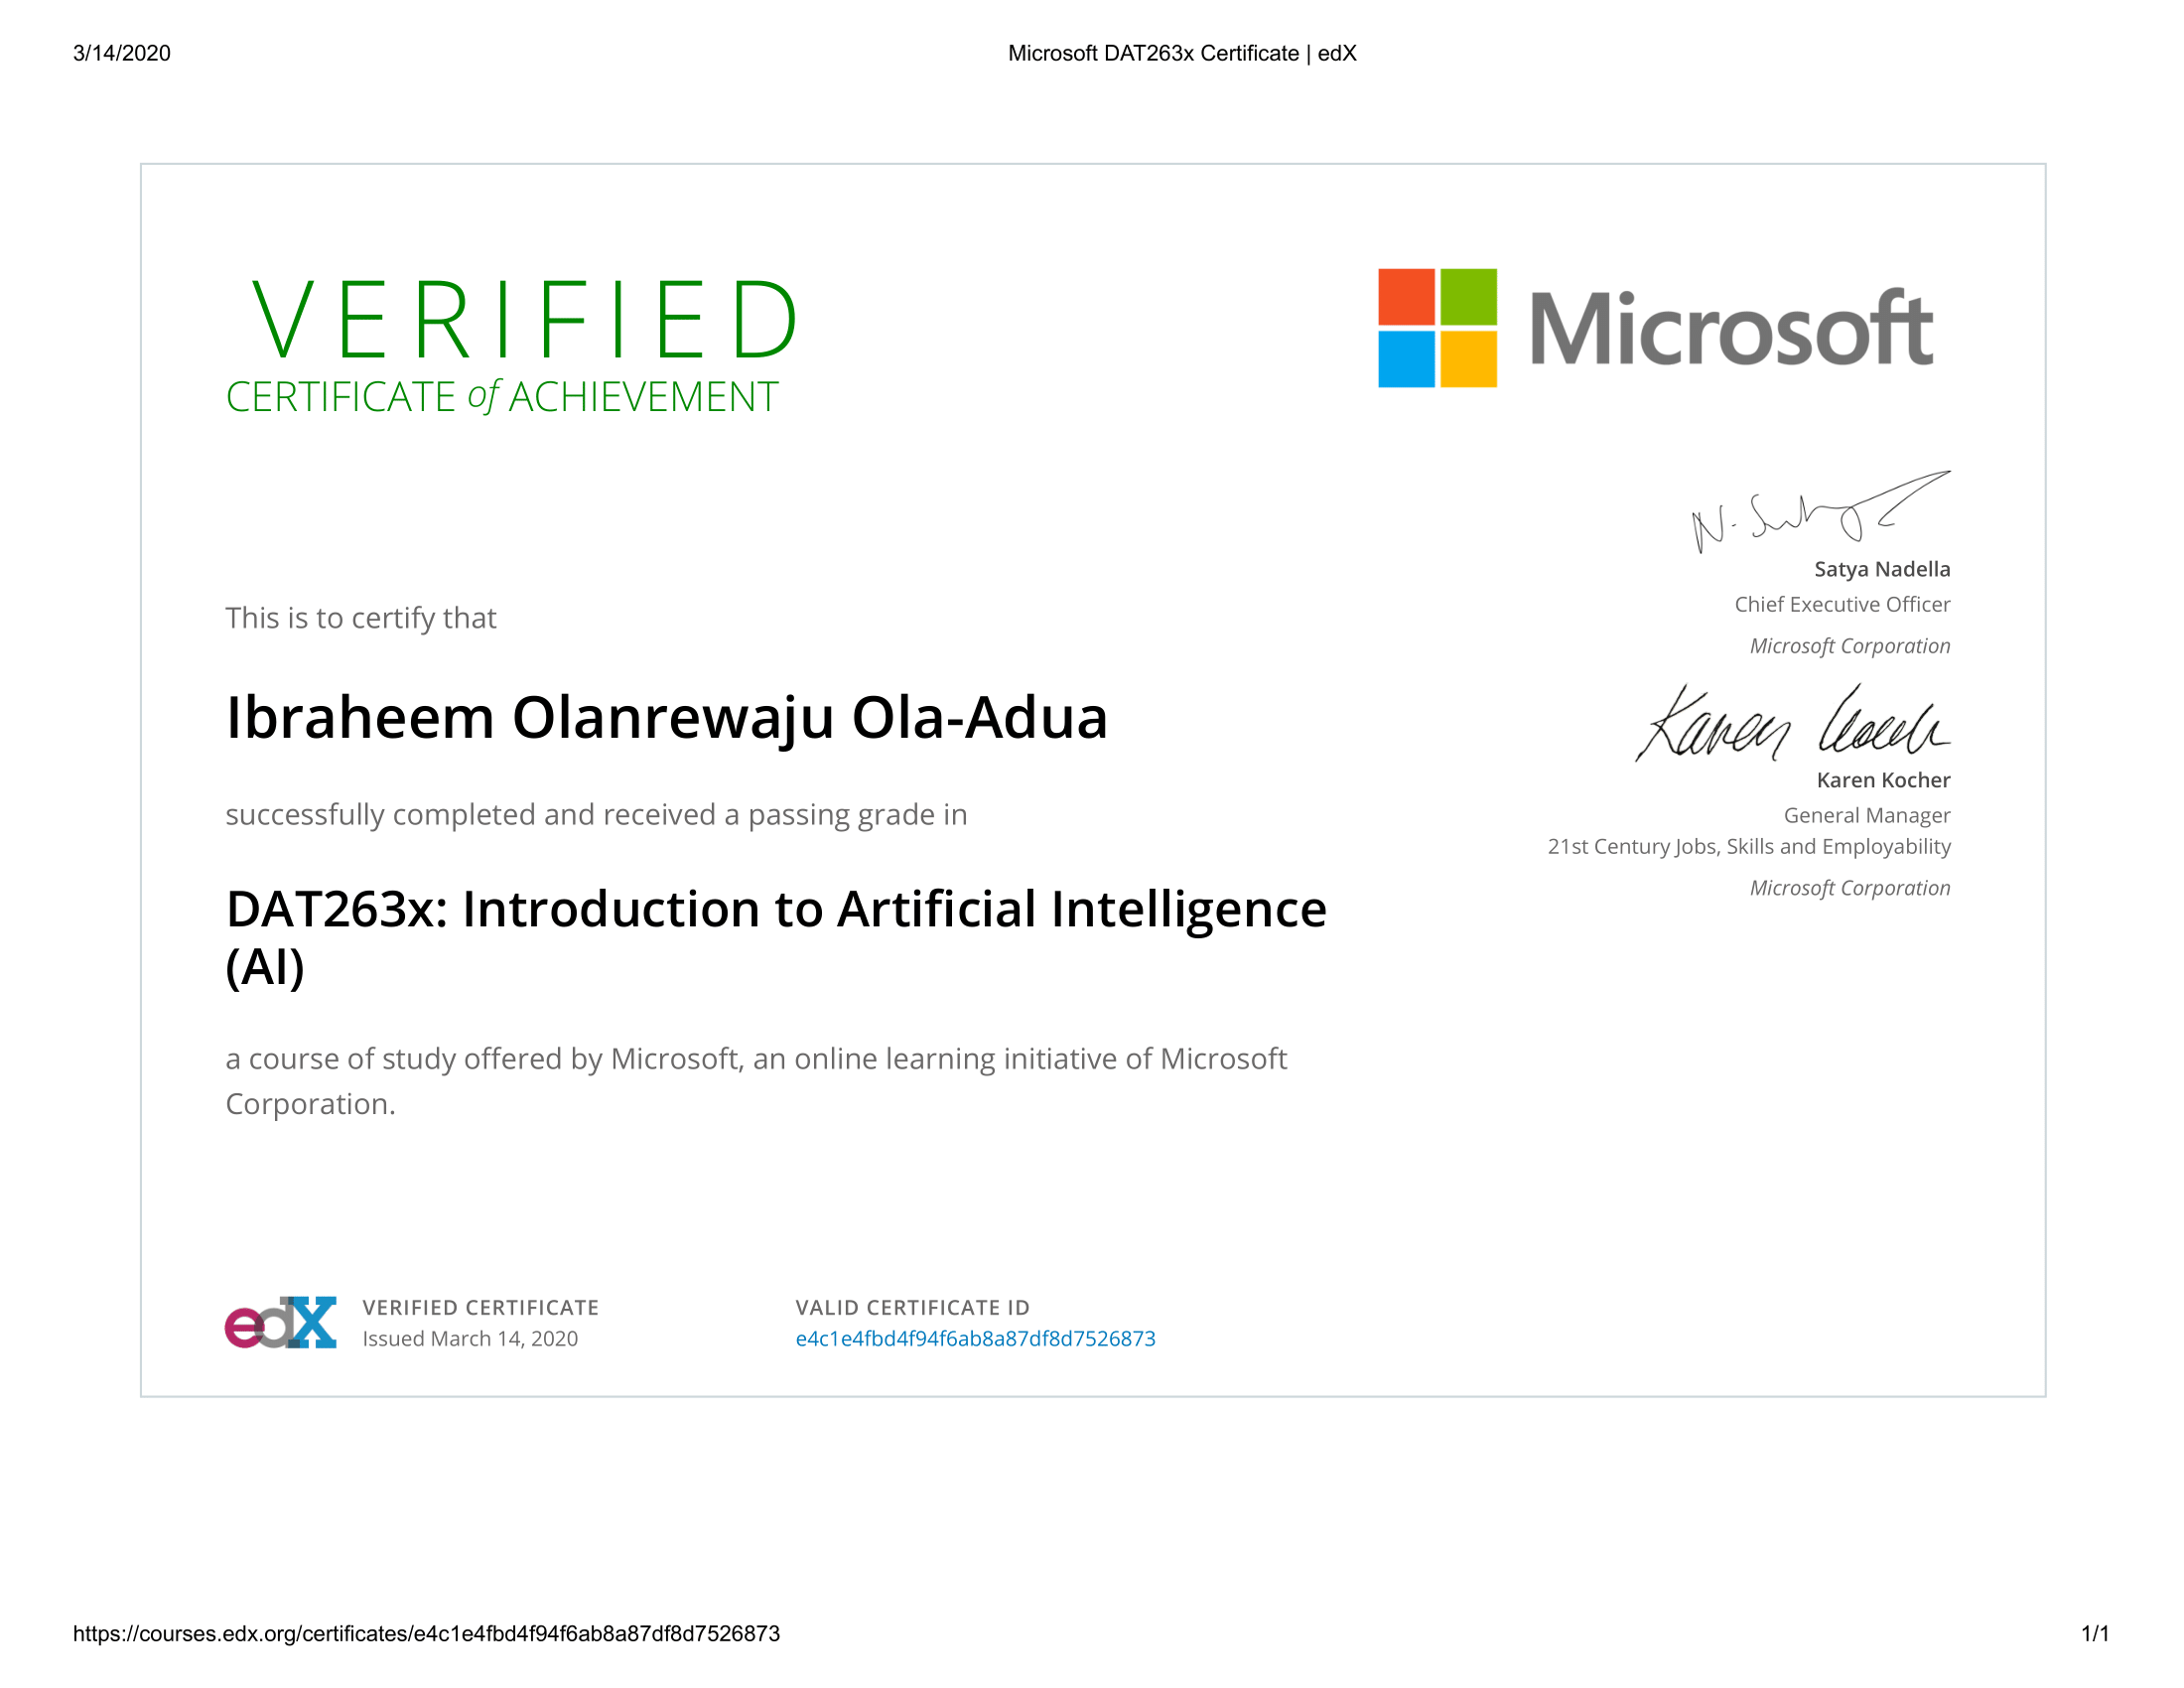 3/14/2020
Microsoft DAT263x Certificate | edX
VERIFIED
CERTIFICATE of ACHIEVEMENT
Microsoft
This is to certify that
Ibraheem Olanrewaju Ola-Adua
successfully completed and received a passing grade in
DAT263x: Introduction to Artificial Intelligence
(AI)
a course of study offered by Microsoft, an online learning initiative of Microsoft
Corporation.
Satya Nadella
Chief Executive Officer
Microsoft Corporation
Karen Kocher
General Manager
21st Century Jobs, Skills and Employability
Microsoft Corporation
edX
VERIFIED CERTIFICATE
Issued March 14, 2020
VALID CERTIFICATE ID
e4c1e4fbd4f94f6ab8a87df8d7526873
https://courses.edx.org/certificates/e4c1e4fbd4f94f6ab8a87df8d7526873
1/1